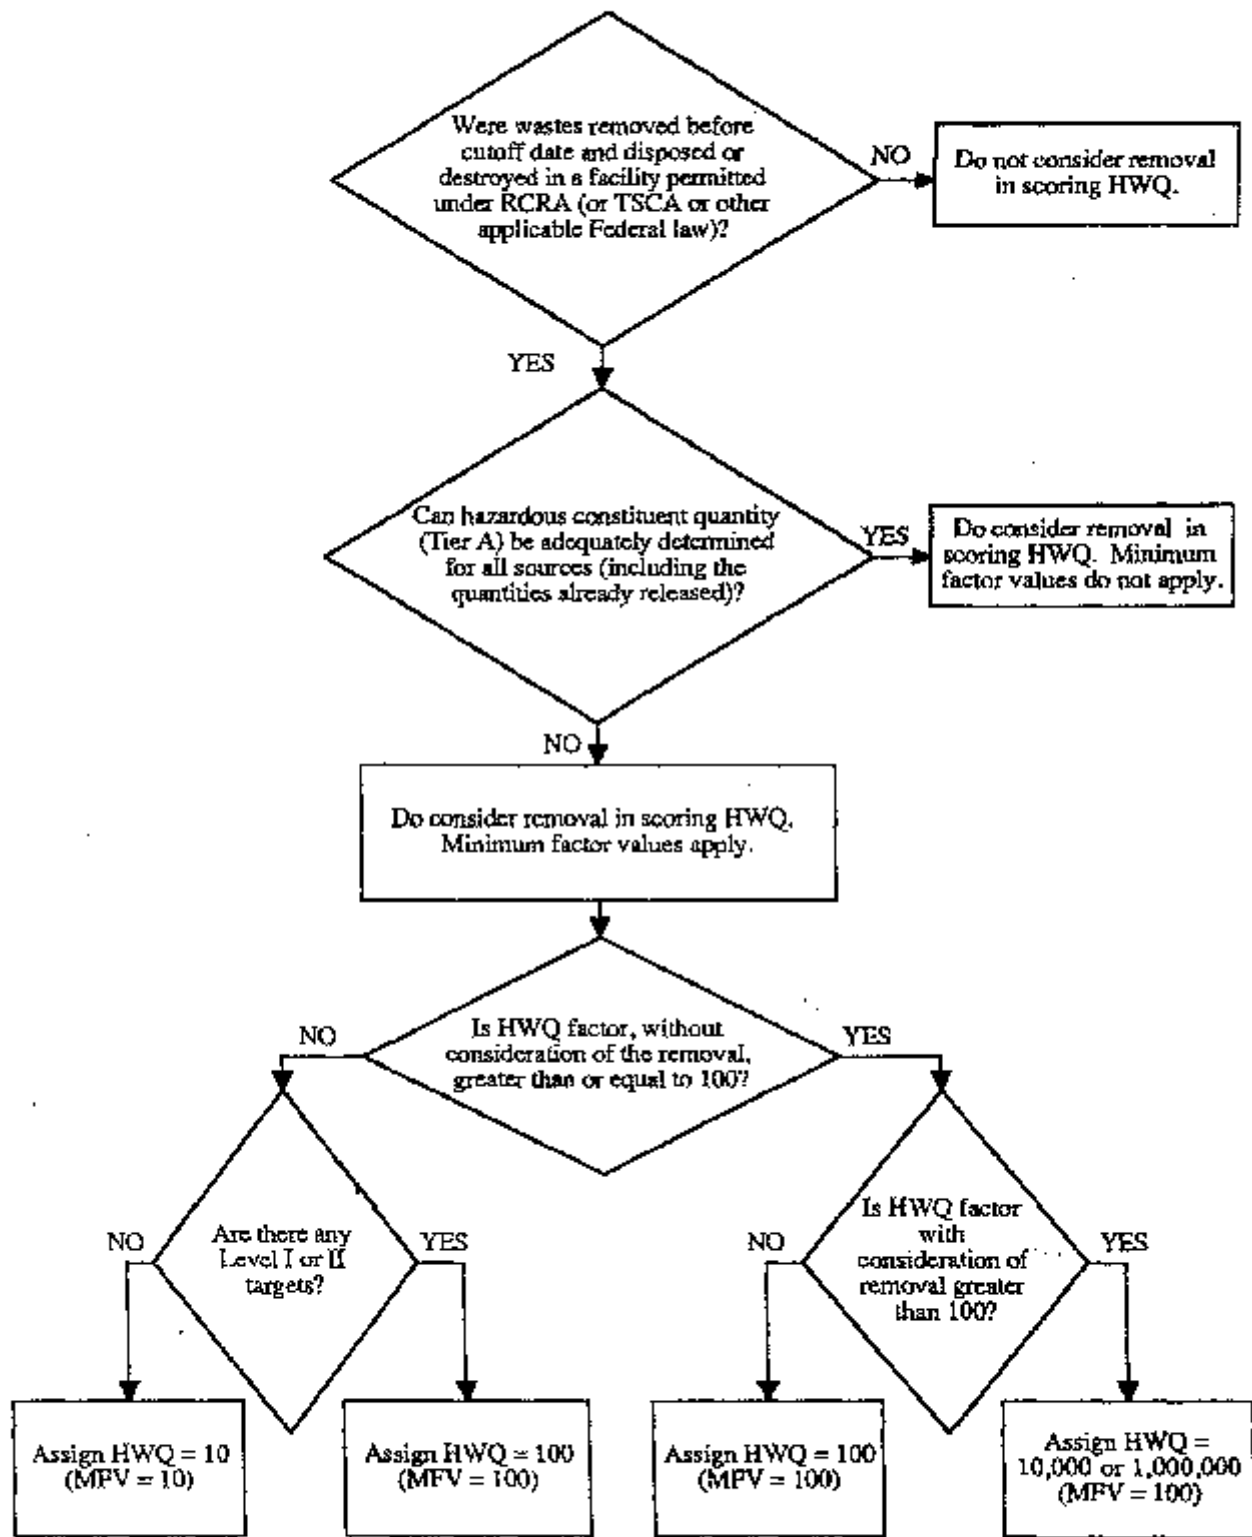 Were wastes removed before
cutoff date and disposed or
destroyed in a facility permitted
under RCRA (or TSCA or other
applicable Federal law)?
NO
Do not consider removal
in scoring HWQ.
YES
Can hazardous constituent quantity
(Tier A) be adequately determined
for all sources (including the
quantities already released)?
YES
Do consider removal in
scoring HWQ. Minimum
factor values do not apply.
NO
Do consider removal in scoring HWQ.
Minimum factor values apply.
Is HWQ factor, without
consideration of the removal,
greater than or equal to 100?
NO
YES
Are there any
Level I or II
targets?
NO
YES
Is HWQ factor
with
consideration of
removal greater
than 100?
NO
YES
Assign HWQ = 10
(MFV = 10)
Assign HWQ = 100
(MFV = 100)
Assign HWQ = 100
(MFV = 100)
Assign HWQ =
10,000 or 1,000,000
(MFV = 100)